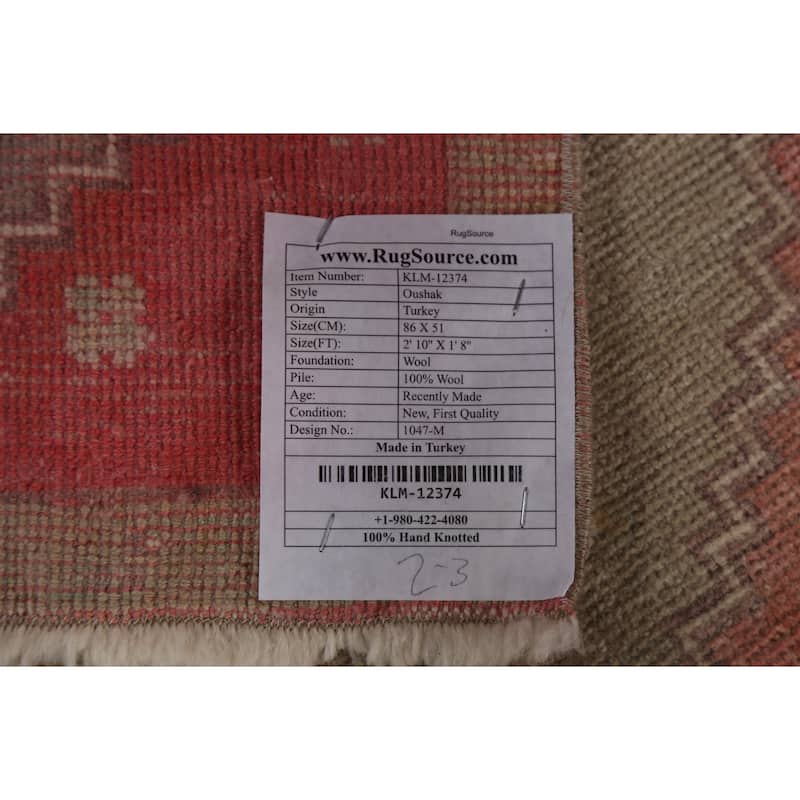 RugSource
www.RugSource.com
Item Number: KLM-12374
Style Oushak
Origin Turkey
Size(CM): 86 X 51
Size(FT): 2' 10" X 1' 8"
Foundation: Wool
Pile: 100% Wool
Age: Recently Made
Condition: New, First Quality
Design No.: 1047-M
Made in Turkey
KLM-12374
+1-980-422-4080
100% Hand Knotted
2-3